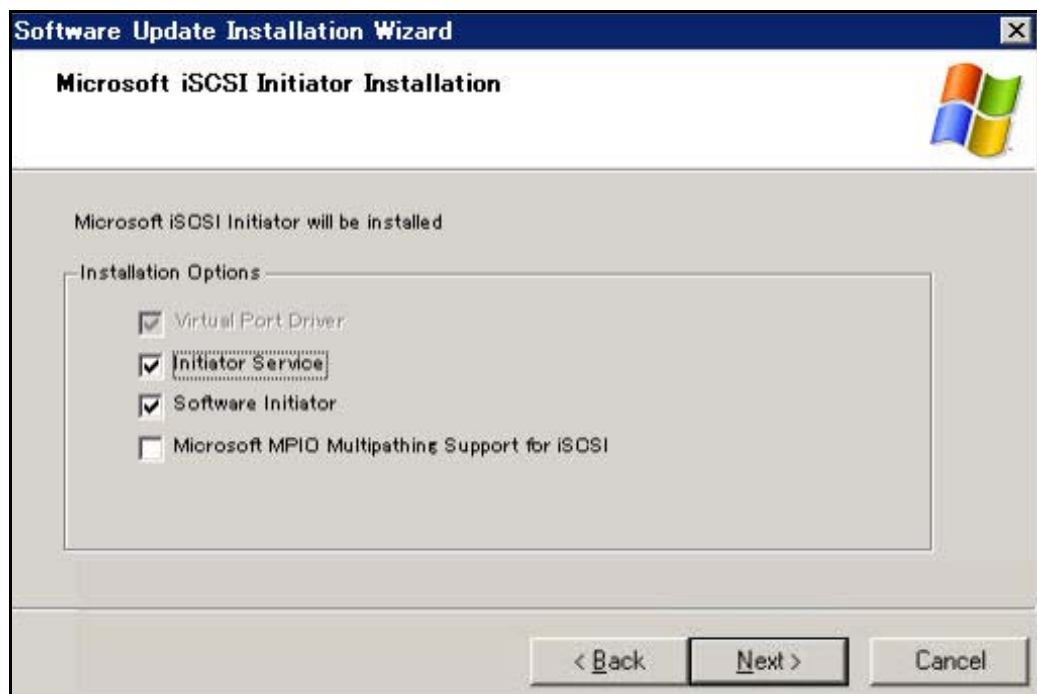 Software Update Installation Wizard
Microsoft iSCSI Initiator Installation
Microsoft iSCSI Initiator will be installed
Installation Options
Virtual Port Driver
Initiator Service
Software Initiator
Microsoft MPIO Multipathing Support for iSCSI
< Back
Next >
Cancel